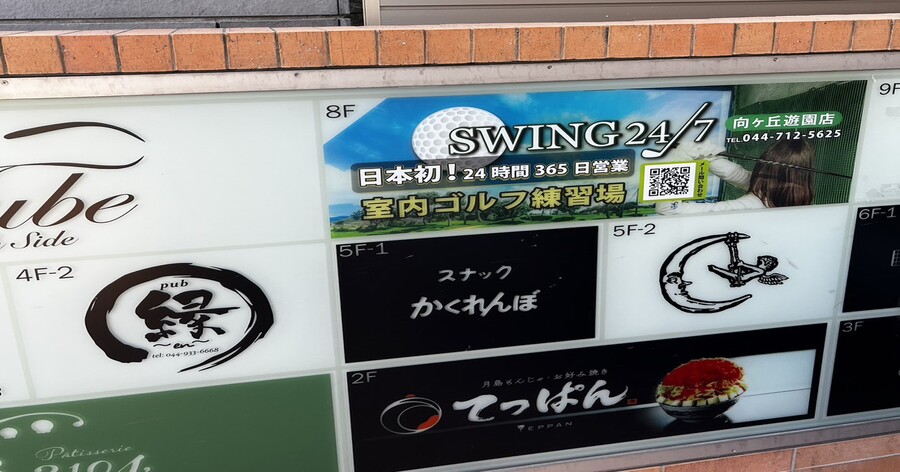 ube
Side
4F-2
pub
縁
～en～
tel: 044-933-6668
Pâtisserie
8F
SWING 24/7
向ヶ丘遊園店
TEL.044-712-5625
日本初！24時間365日営業
室内ゴルフ練習場
9F
5F-1
スナック
かくれんぼ
5F-2
6F-1
2F
月島もんじゃ・お好み焼き
てっぱん
TEPPAN
3F